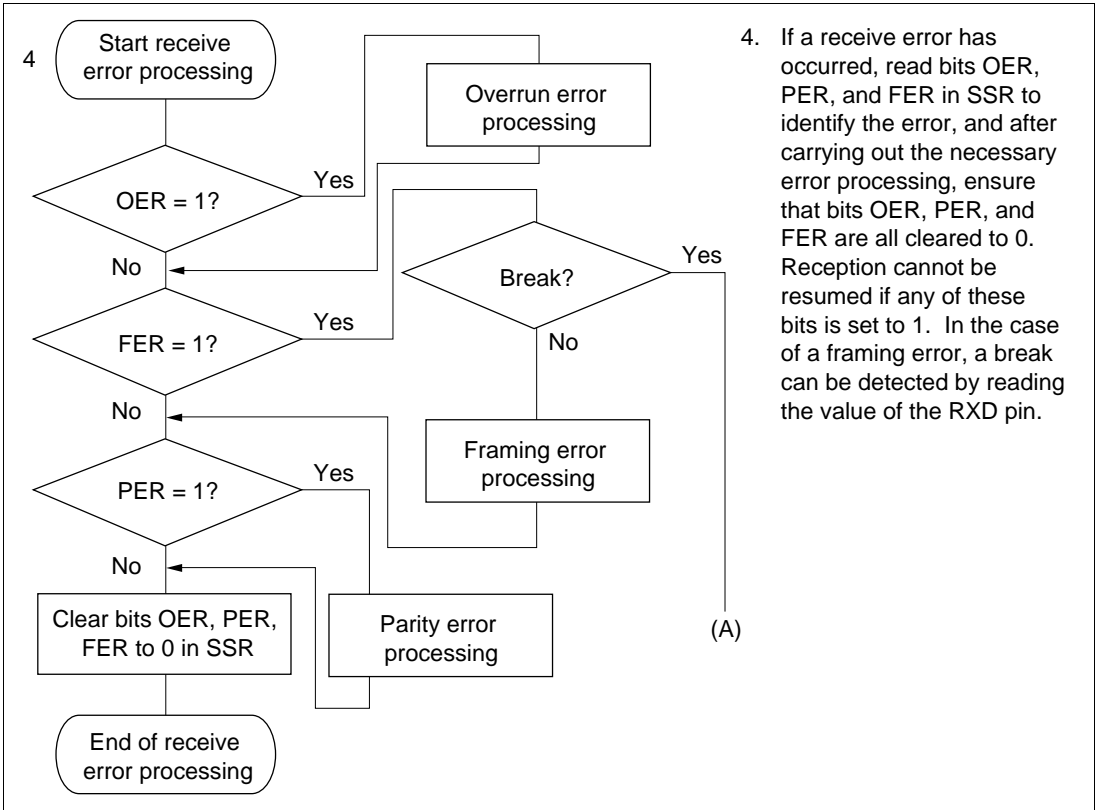 4
Start receive
error processing
OER = 1?
Yes
Overrun error
processing
No
FER = 1?
Yes
Break?
Yes
No
Framing error
processing
No
PER = 1?
Yes
No
Clear bits OER, PER,
FER to 0 in SSR
Parity error
processing
(A)
End of receive
error processing
4. If a receive error has
occurred, read bits OER,
PER, and FER in SSR to
identify the error, and after
carrying out the necessary
error processing, ensure
that bits OER, PER, and
FER are all cleared to 0.
Reception cannot be
resumed if any of these
bits is set to 1. In the case
of a framing error, a break
can be detected by reading
the value of the RXD pin.